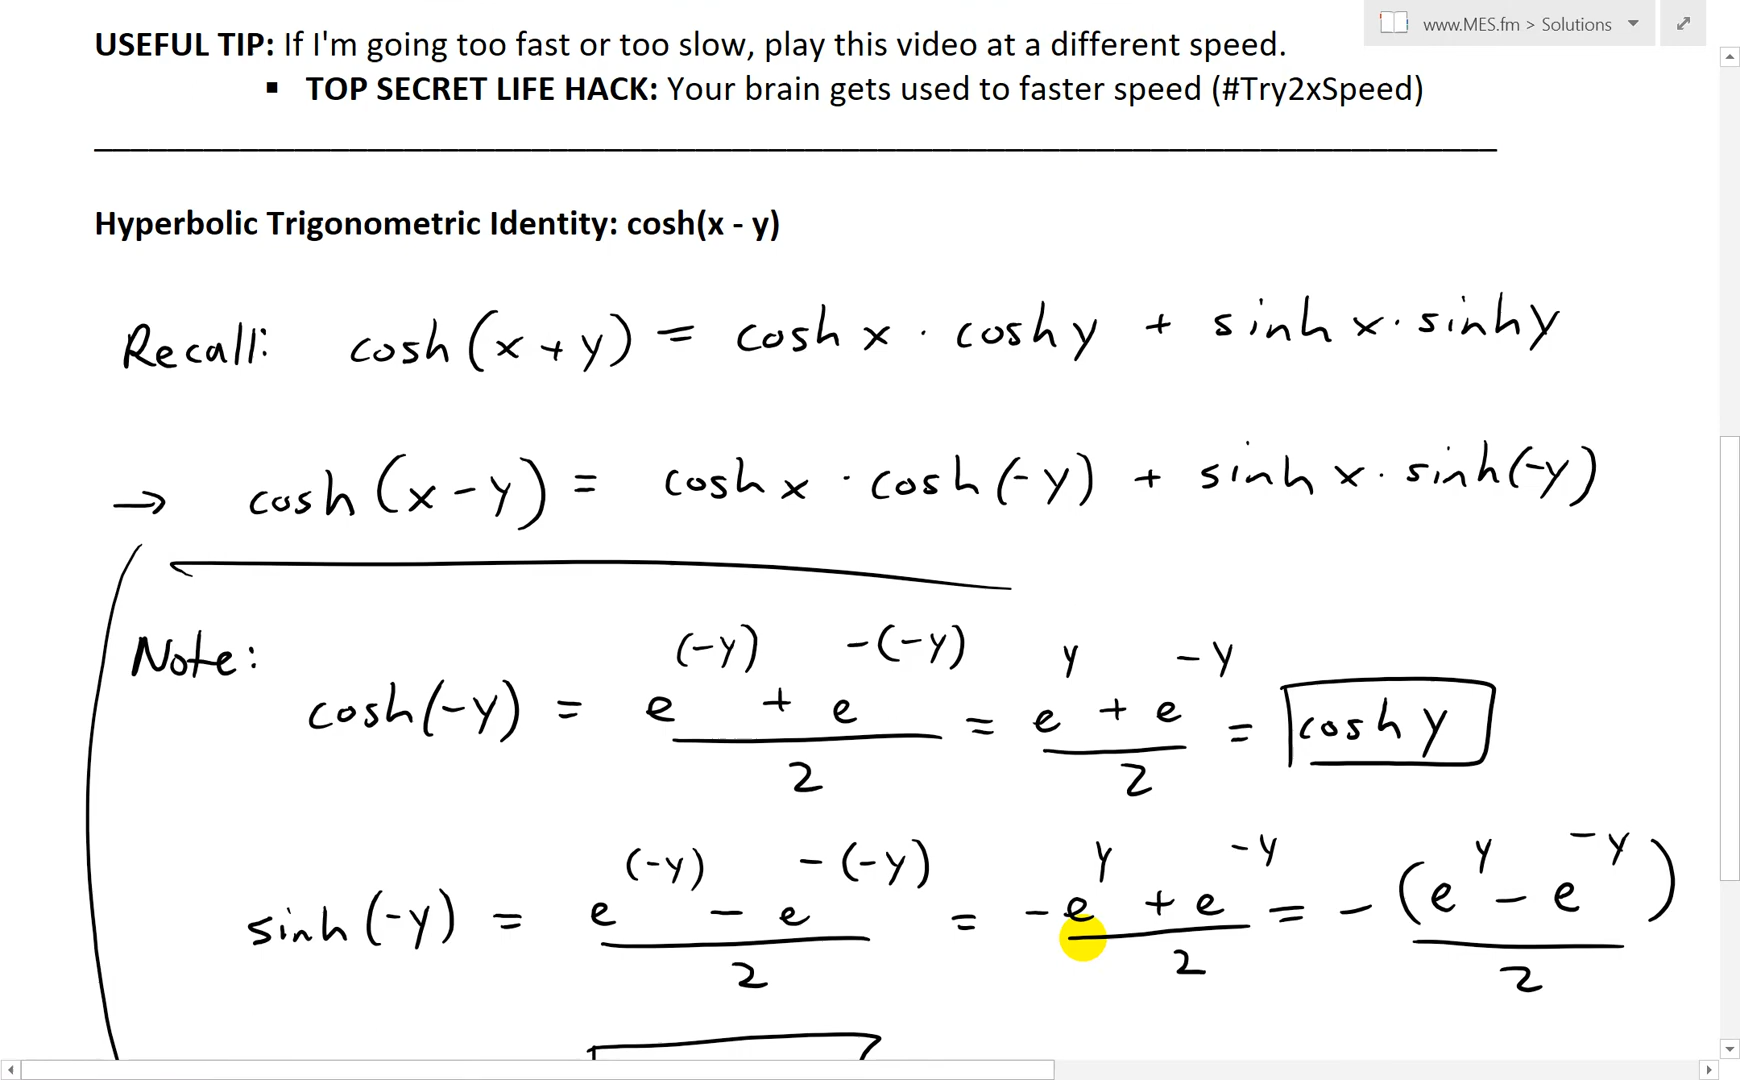 www.MES.fm > Solutions
USEFUL TIP: If I'm going too fast or too slow, play this video at a different speed.
▪ TOP SECRET LIFE HACK: Your brain gets used to faster speed (#Try2xSpeed)
Hyperbolic Trigonometric Identity: cosh(x - y)
Recall: cosh(x + y) = cosh x · cosh y + sinh x · sinh y
→ cosh(x - y) = cosh x · cosh(-y) + sinh x · sinh(-y)
Note:
cosh(-y) = (e^(-y) + e^-(-y))/2 = (e^y + e^-y)/2 = cosh y
sinh(-y) = (e^(-y) - e^-(-y))/2 = (-e^y + e^-y)/2 = -(e^y - e^-y)/2